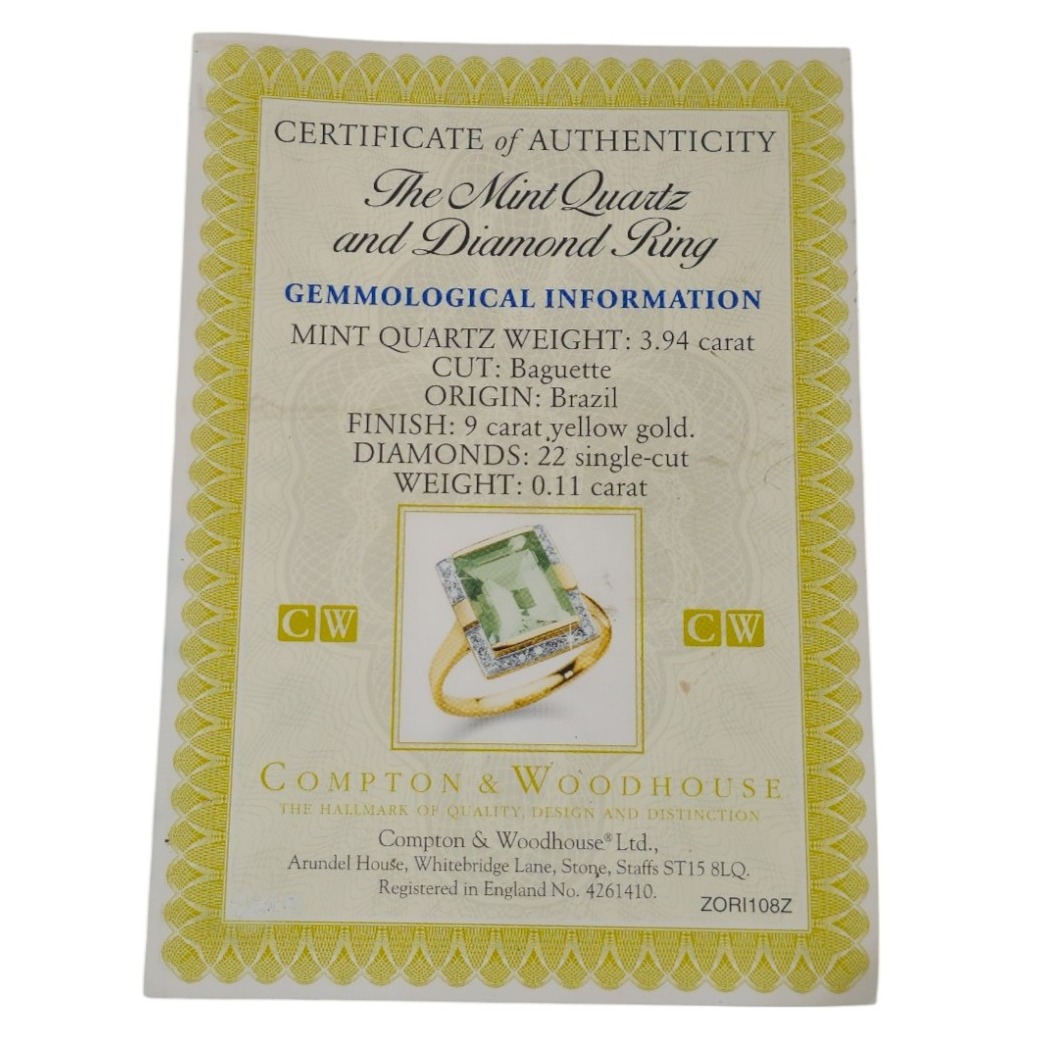 CERTIFICATE of AUTHENTICITY
The Mint Quartz
and Diamond Ring
GEMMOLOGICAL INFORMATION
MINT QUARTZ WEIGHT: 3.94 carat
CUT: Baguette
ORIGIN: Brazil
FINISH: 9 carat yellow gold.
DIAMONDS: 22 single-cut
WEIGHT: 0.11 carat
CW CW
COMPTON & WOODHOUSE
THE HALLMARK OF QUALITY, DESIGN AND DISTINCTION
Compton & Woodhouse® Ltd.,
Arundel House, Whitebridge Lane, Stone, Staffs ST15 8LQ.
Registered in England No. 4261410.
ZORI108Z